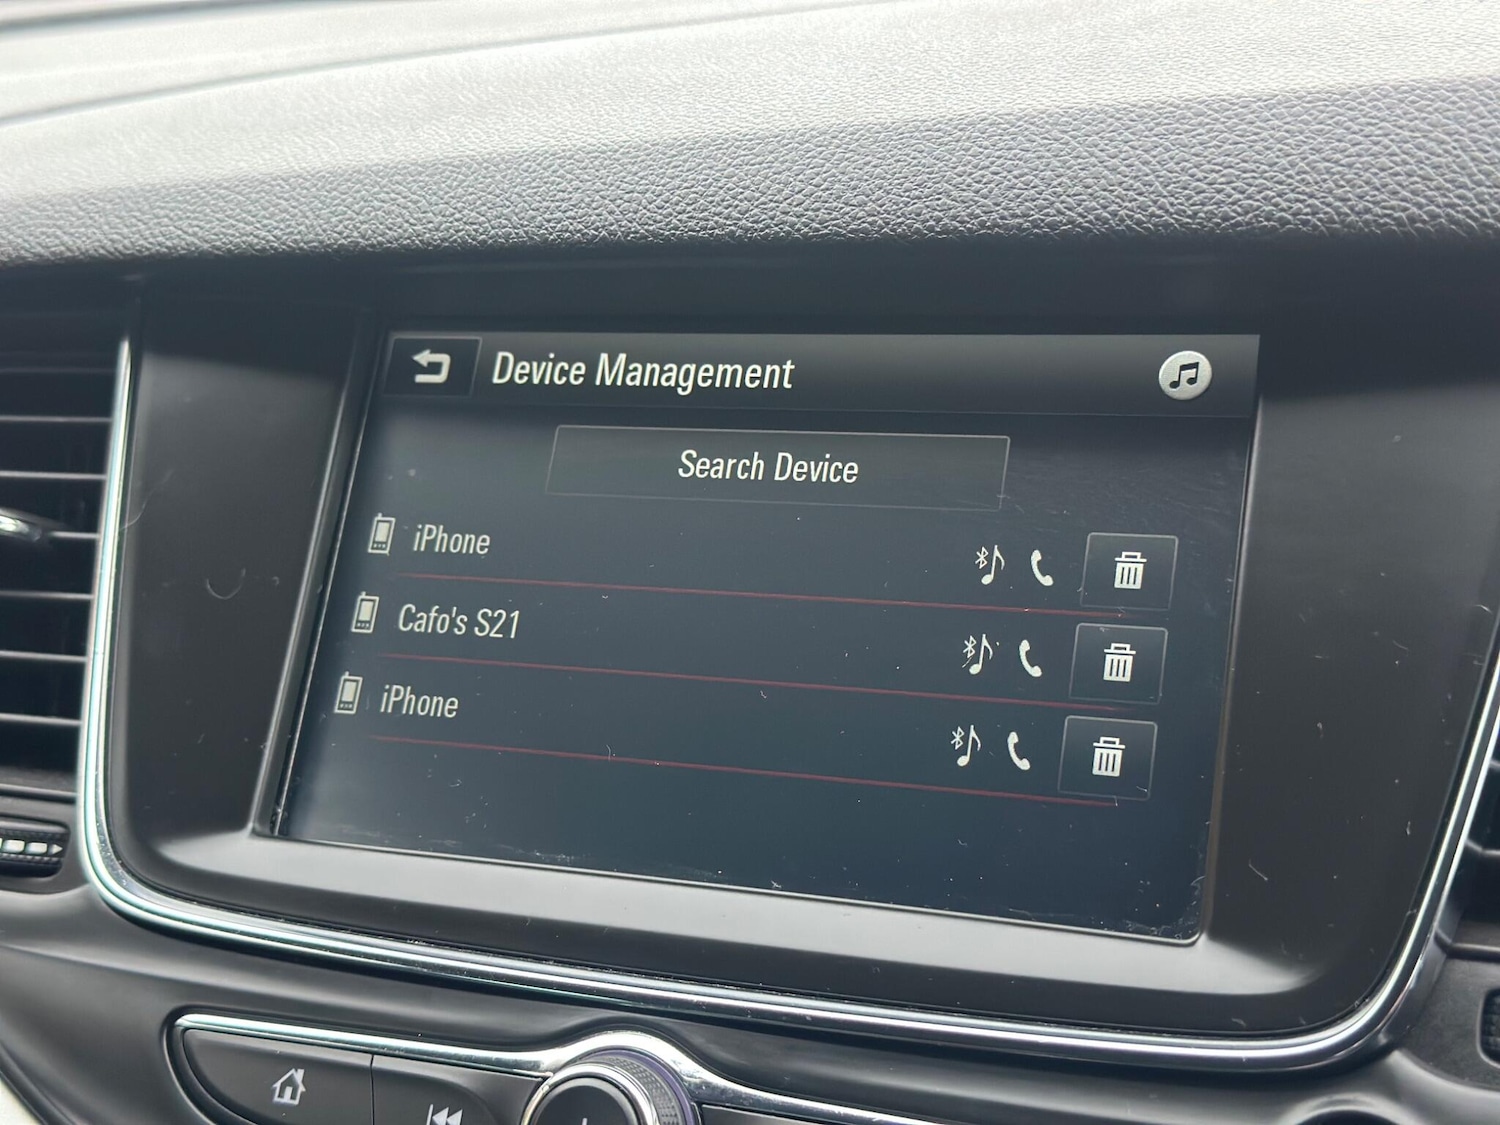 Device Management
Search Device
iPhone
Cafo's S21
iPhone